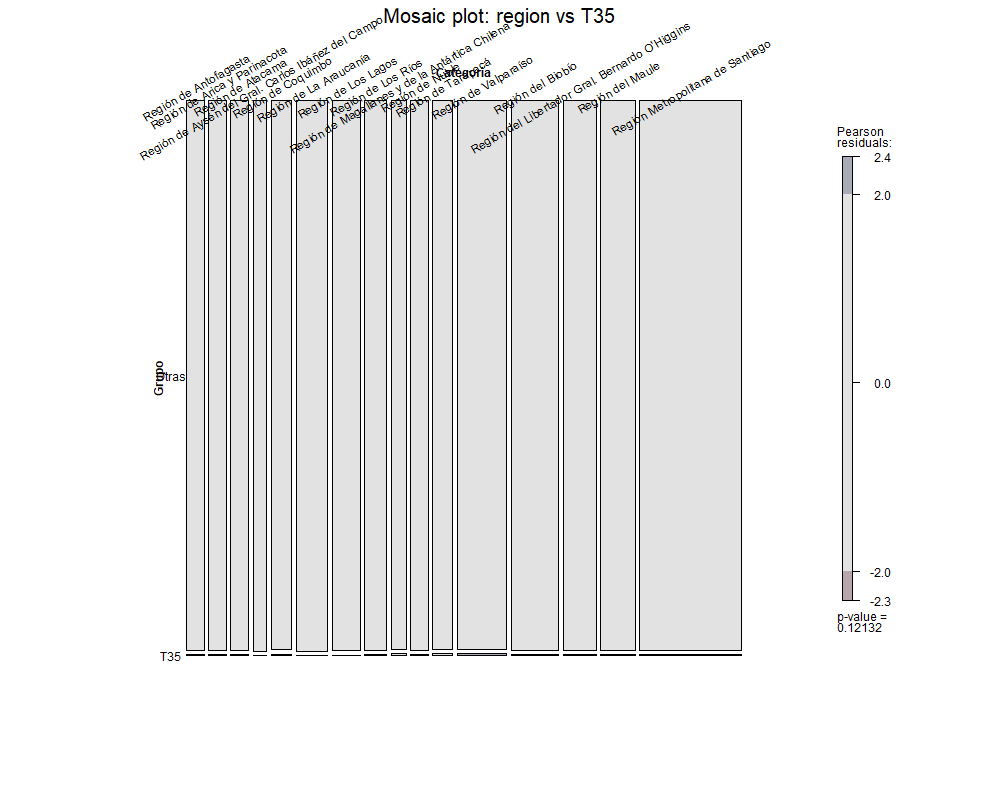 Mosaic plot: region vs T35
Categoria
Región de Antofagasta
Región de Arica y Parinacota
Región de Atacama
Región de Aysén del Gral. Carlos Ibáñez del Campo
Región de Coquimbo
Región de La Araucanía
Región de Los Lagos
Región de Los Ríos
Región de Magallanes y de la Antártica Chilena
Región de Ñuble
Región de Tarapacá
Región de Valparaíso
Región del Biobío
Región del Libertador Gral. Bernardo O'Higgins
Región del Maule
Región Metropolitana de Santiago
Grupo
Otras
T35
Pearson
residuals:
2.4
2.0
0.0
-2.0
-2.3
p-value =
0.12132